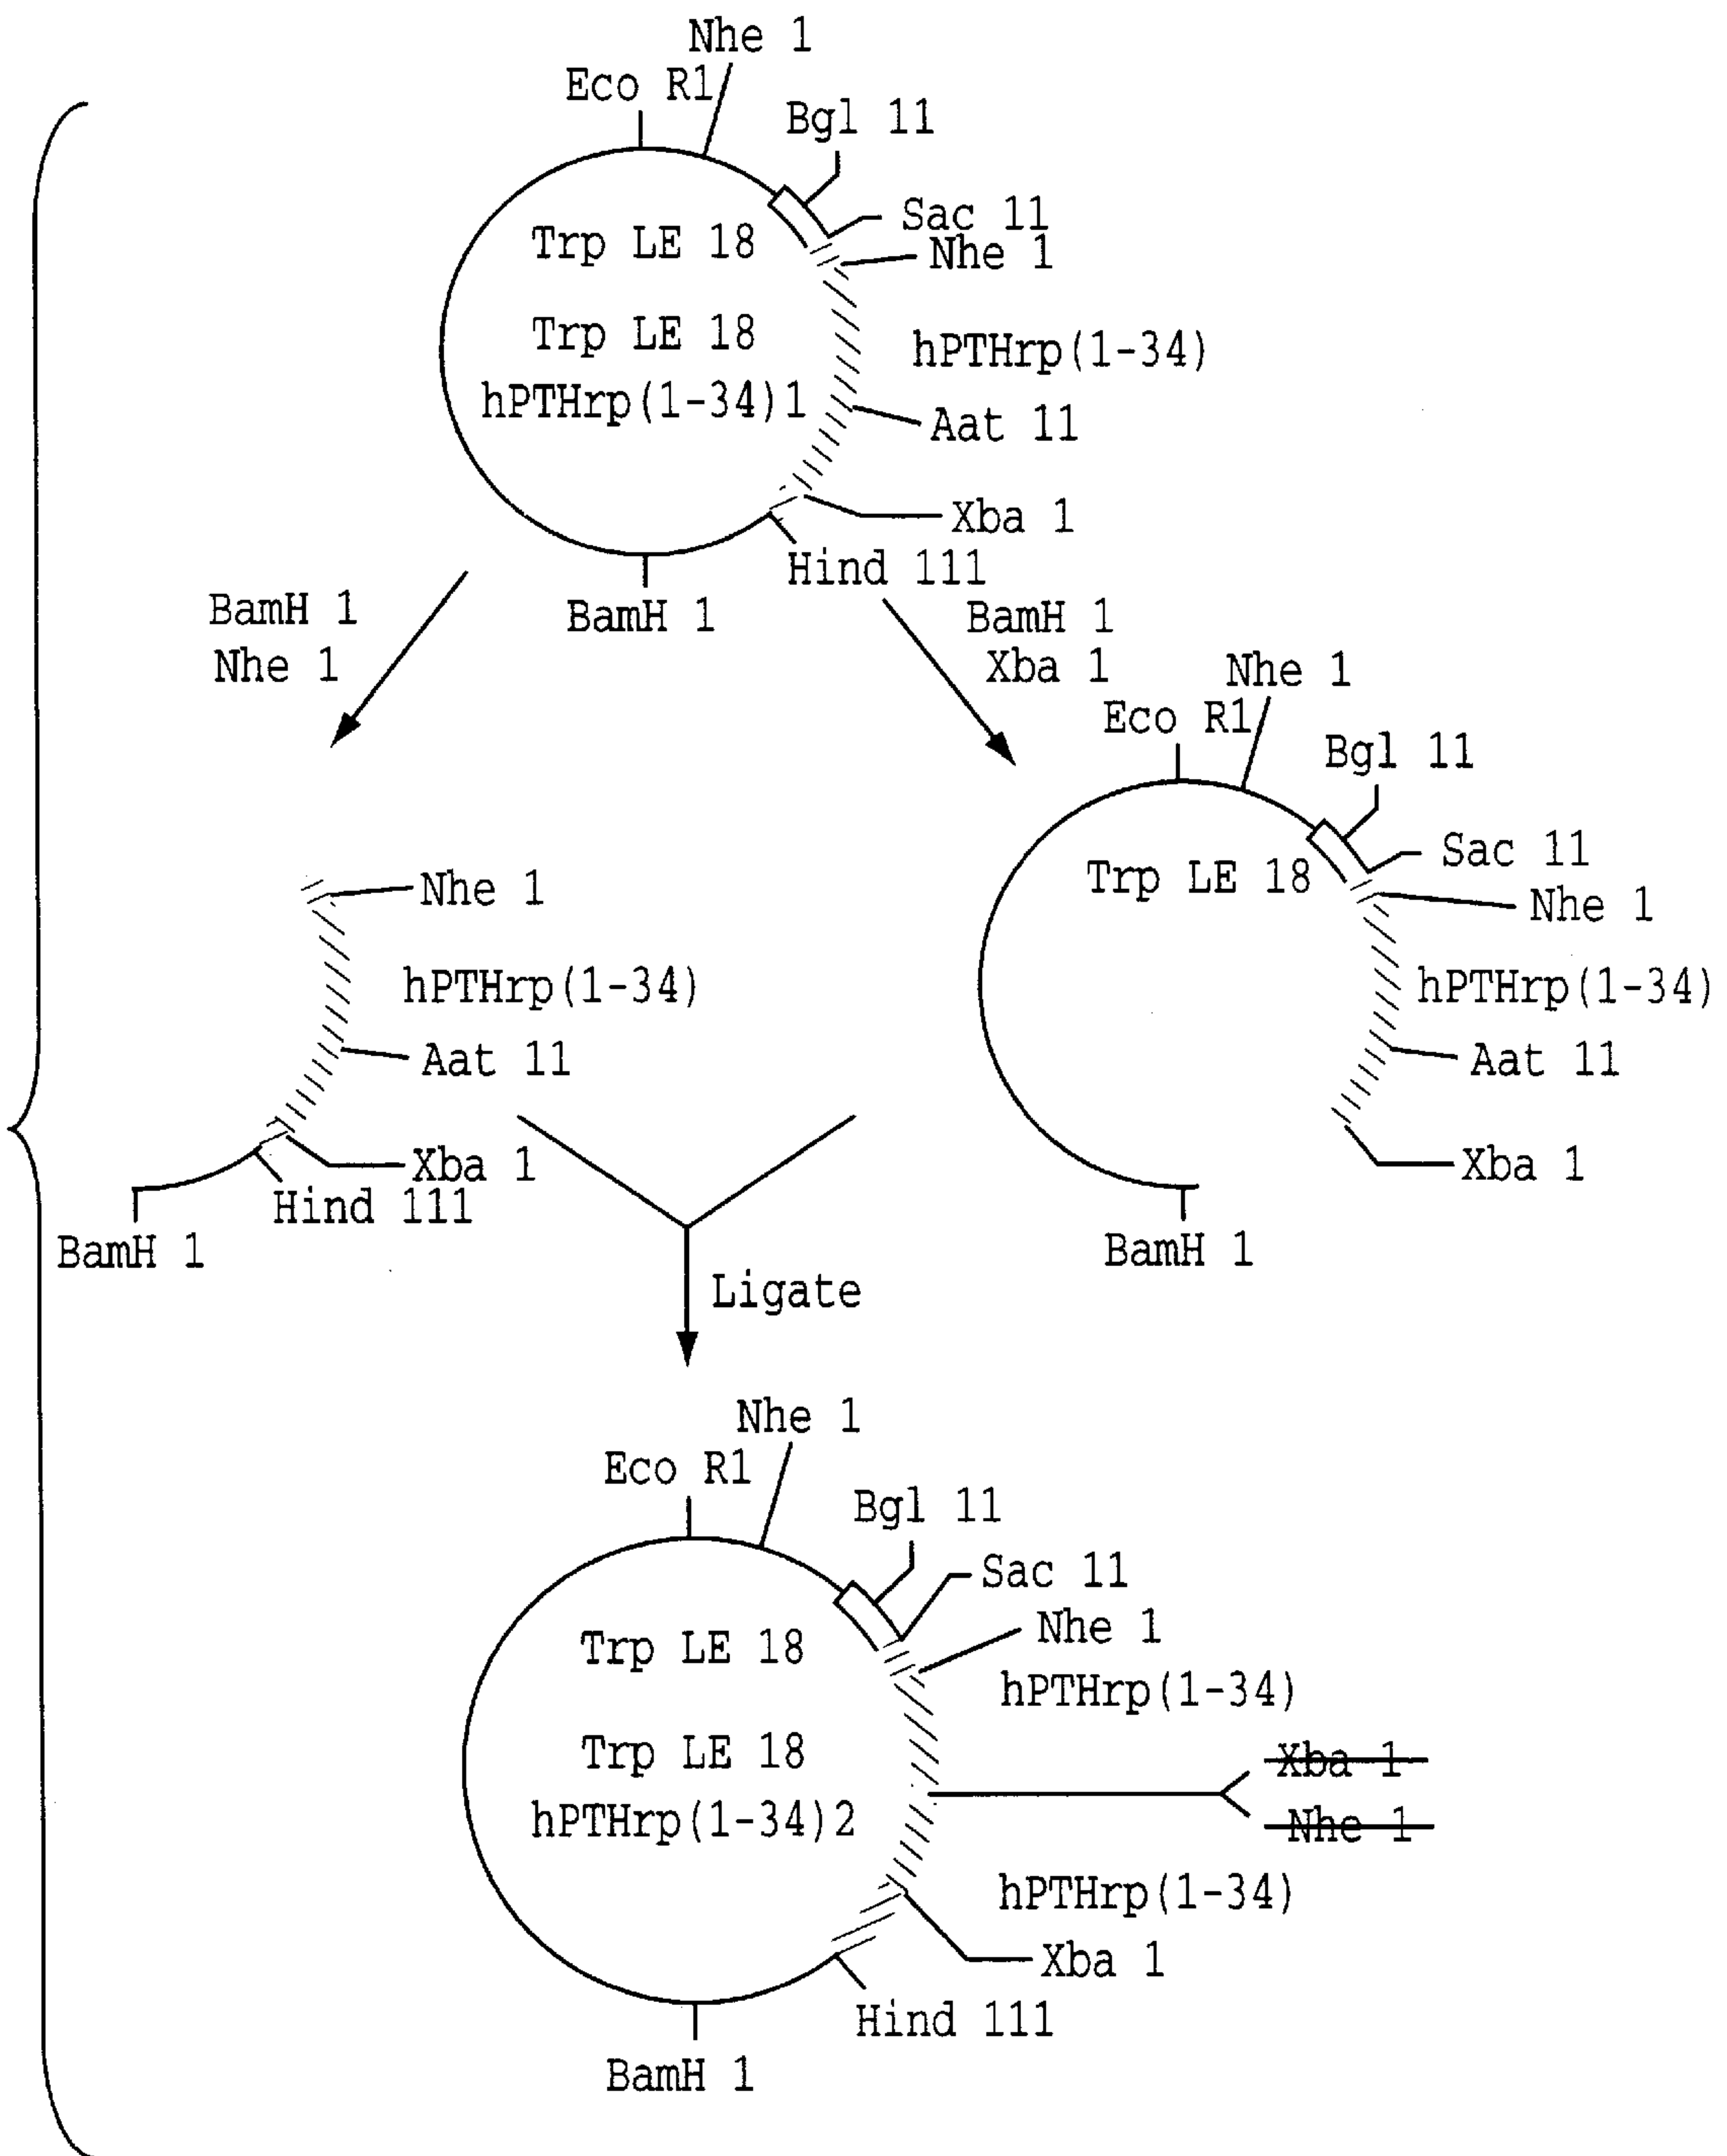 Nhe 1
Eco R1
Bgl 11
Sac 11
Trp LE 18
Nhe 1
Trp LE 18
hPTHrp(1-34)
hPTHrp(1-34)1
Aat 11
Xba 1
Hind 111
BamH 1
BamH 1
Nhe 1
BamH 1
Xba 1
Nhe 1
Eco R1
Bgl 11
Sac 11
Trp LE 18
Nhe 1
hPTHrp(1-34)
Aat 11
Xba 1
BamH 1
Nhe 1
hPTHrp(1-34)
Aat 11
Xba 1
Hind 111
BamH 1
Ligate
Nhe 1
Eco R1
Bgl 11
Sac 11
Nhe 1
Trp LE 18
hPTHrp(1-34)
Trp LE 18
Xba 1
hPTHrp(1-34)2
Nhe 1
hPTHrp(1-34)
Xba 1
Hind 111
BamH 1